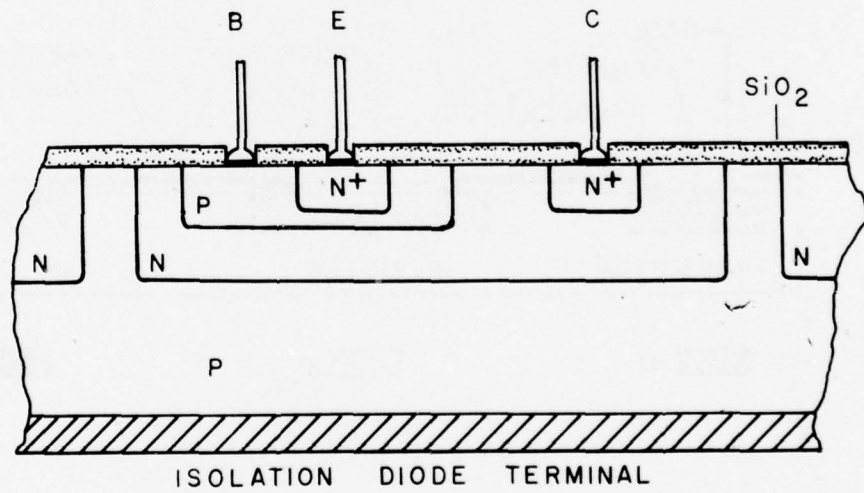 B E C
SiO2
N+ N+
P
N N N
P
ISOLATION DIODE TERMINAL